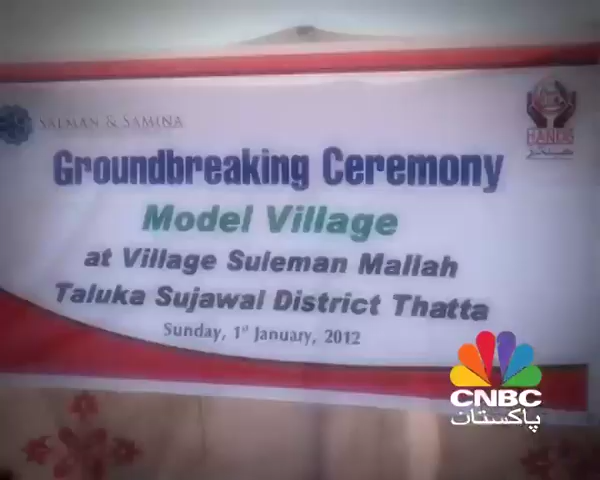 SALMAN & SAMINA
HANDS
Groundbreaking Ceremony
Model Village
at Village Suleman Mallah
Taluka Sujawal District Thatta
Sunday, 1st January, 2012
CNBC
پاکستان